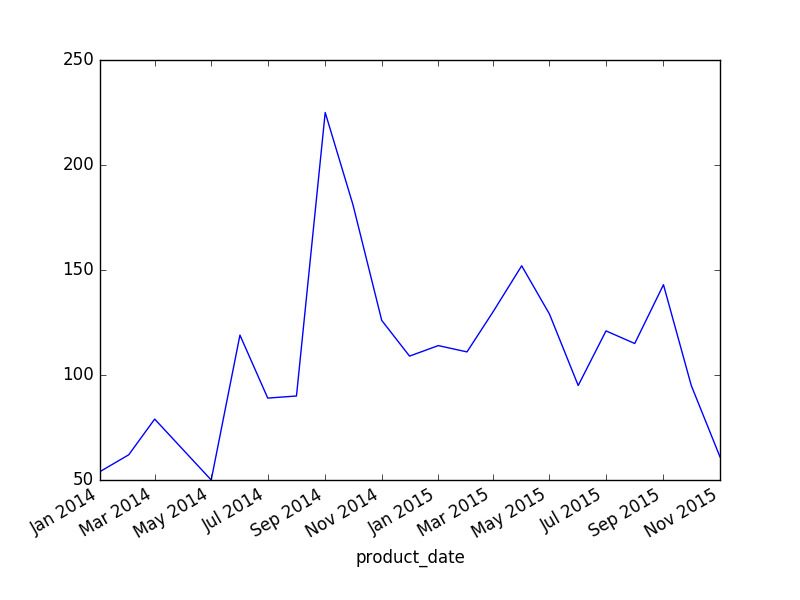 250
200
150
100
50
Jan 2014
Mar 2014
May 2014
Jul 2014
Sep 2014
Nov 2014
Jan 2015
Mar 2015
May 2015
Jul 2015
Sep 2015
Nov 2015
product_date